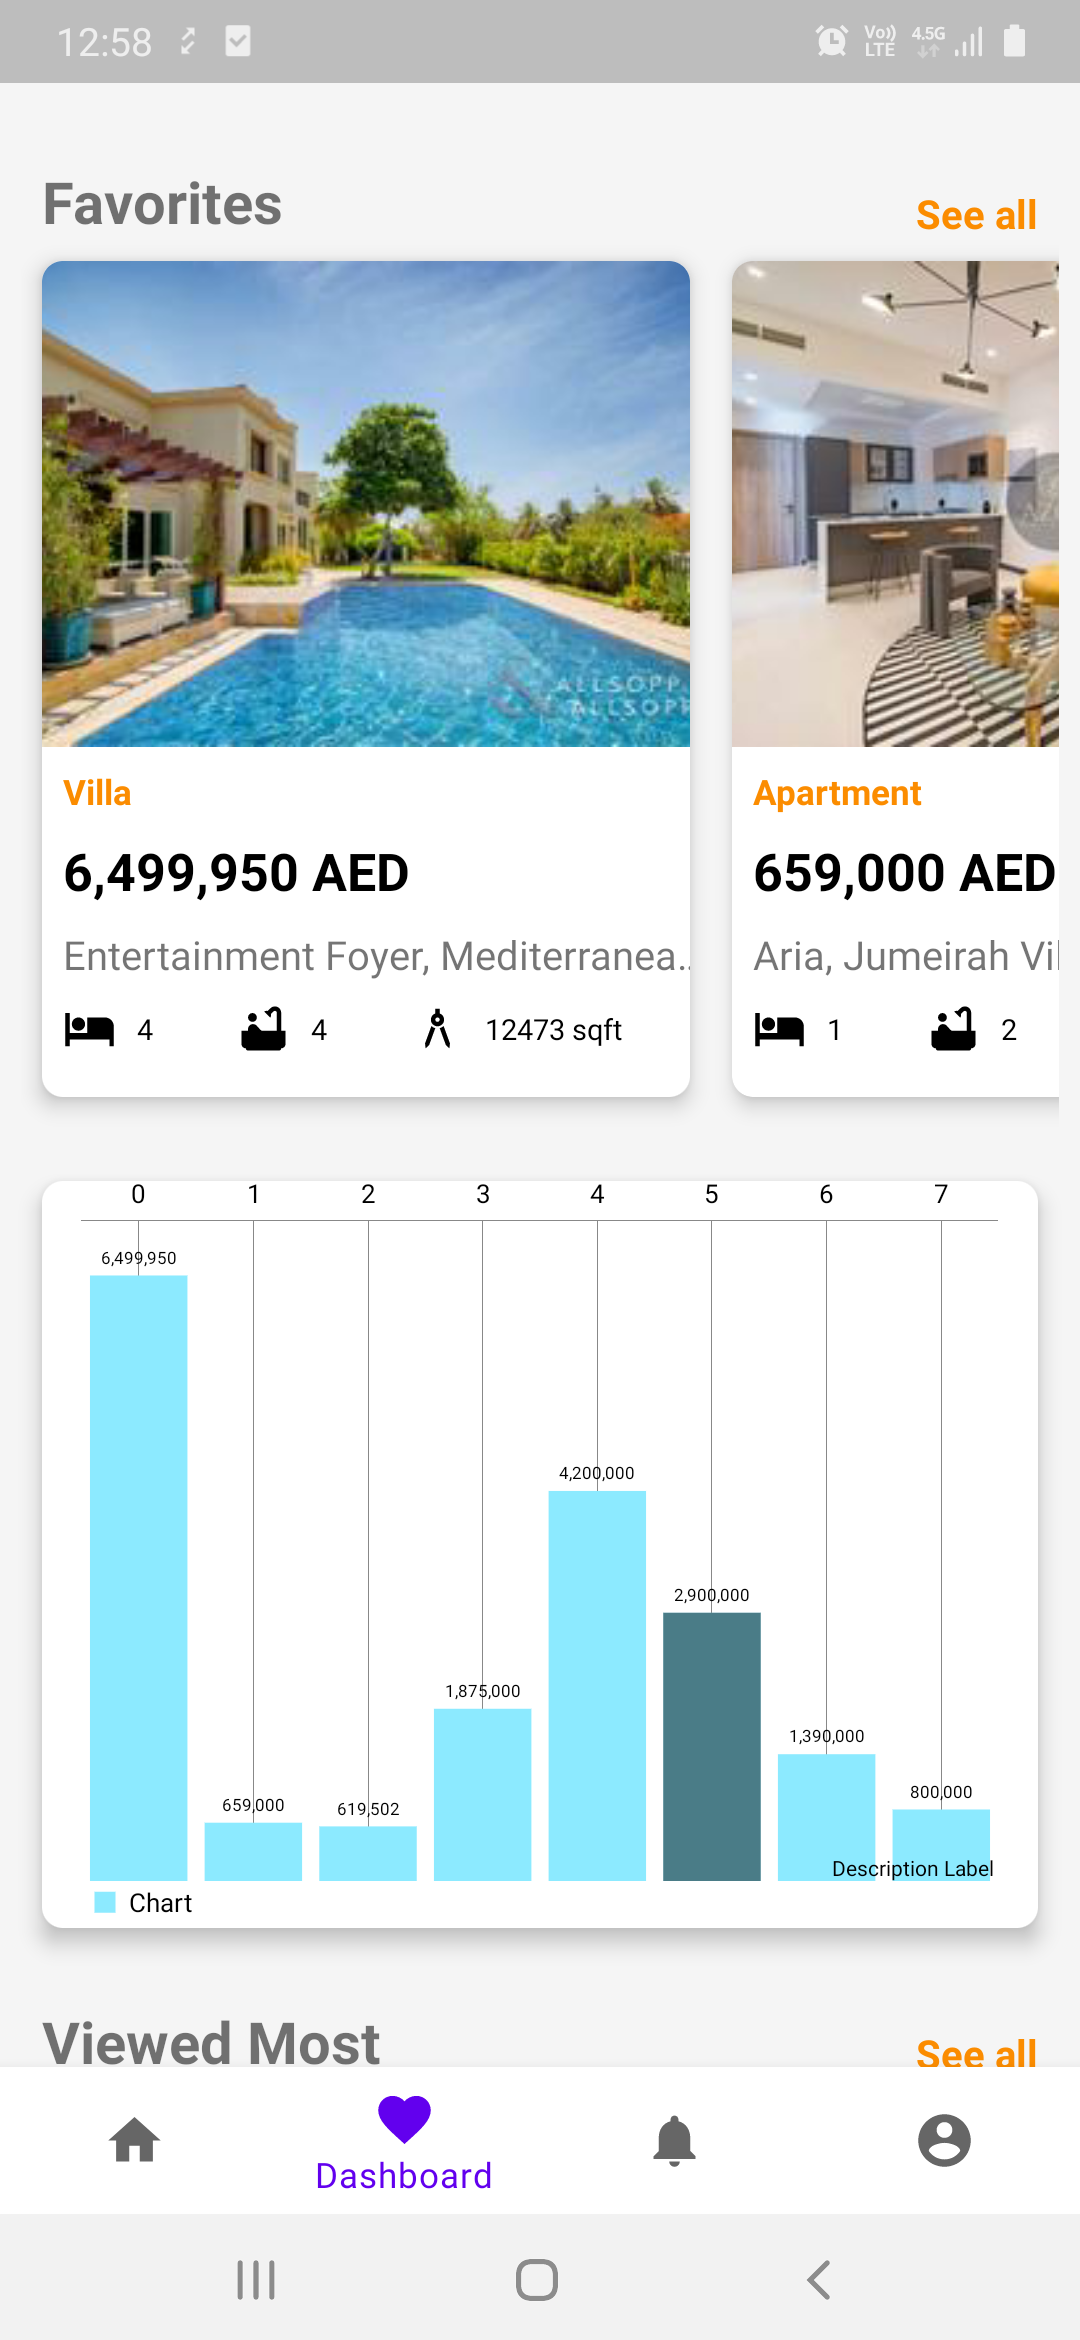 12:58
Vo)) LTE 4.5G
Favorites
See all
ALLSOPP
ALLSOPP
Villa
Apartment
6,499,950 AED
659,000 AED
Entertainment Foyer, Mediterranea..
Aria, Jumeirah Vil
4 4 12473 sqft
1 2
0 1 2 3 4 5 6 7
6,499,950
4,200,000
2,900,000
1,875,000
1,390,000
800,000
659,000
619,502
Description Label
Chart
Viewed Most
See all
Dashboard